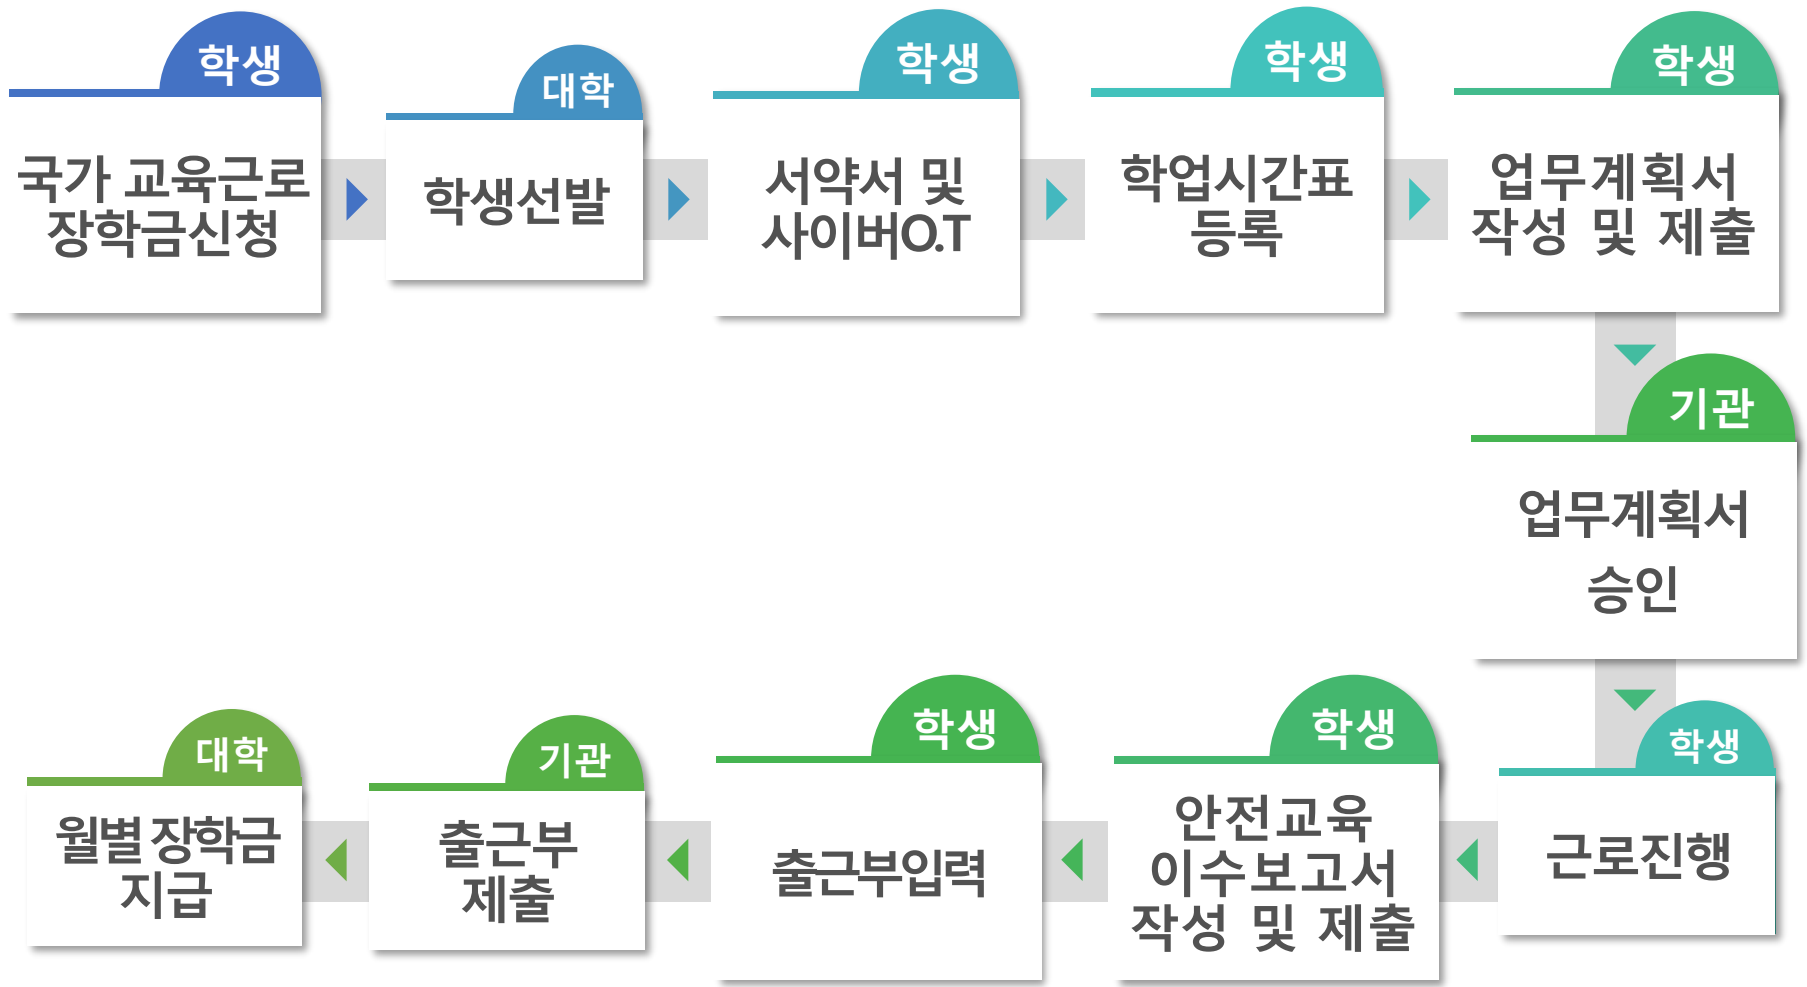 학생
국가 교육근로
장학금신청
대학
학생선발
학생
서약서 및
사이버O.T
학생
학업시간표
등록
학생
업무계획서
작성 및 제출
기관
업무계획서
승인
학생
근로진행
학생
안전교육
이수보고서
작성 및 제출
학생
출근부입력
기관
출근부
제출
대학
월별 장학금
지급